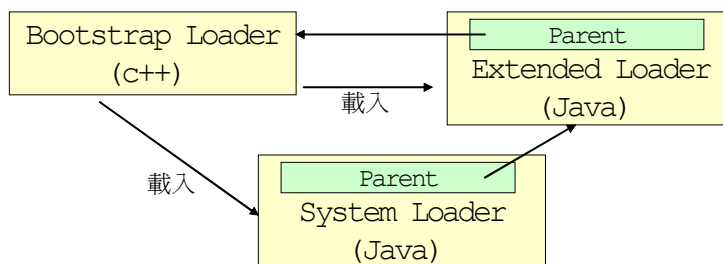 Bootstrap Loader
(c++)
Parent
Extended Loader
(Java)
載入
載入
Parent
System Loader
(Java)